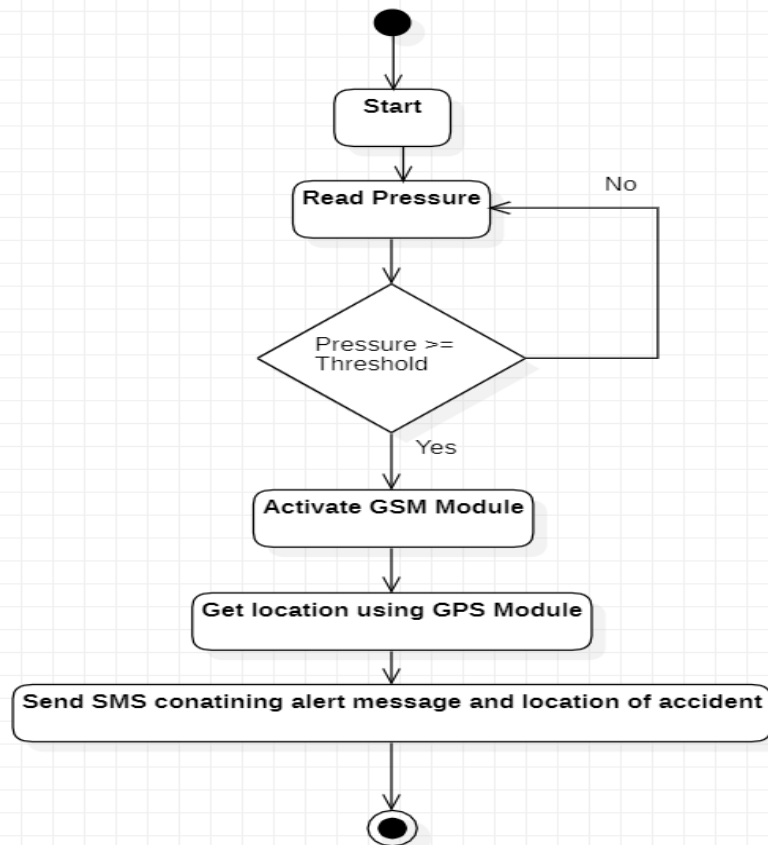 Start
Read Pressure
No
Pressure >=
Threshold
Yes
Activate GSM Module
Get location using GPS Module
Send SMS conatining alert message and location of accident